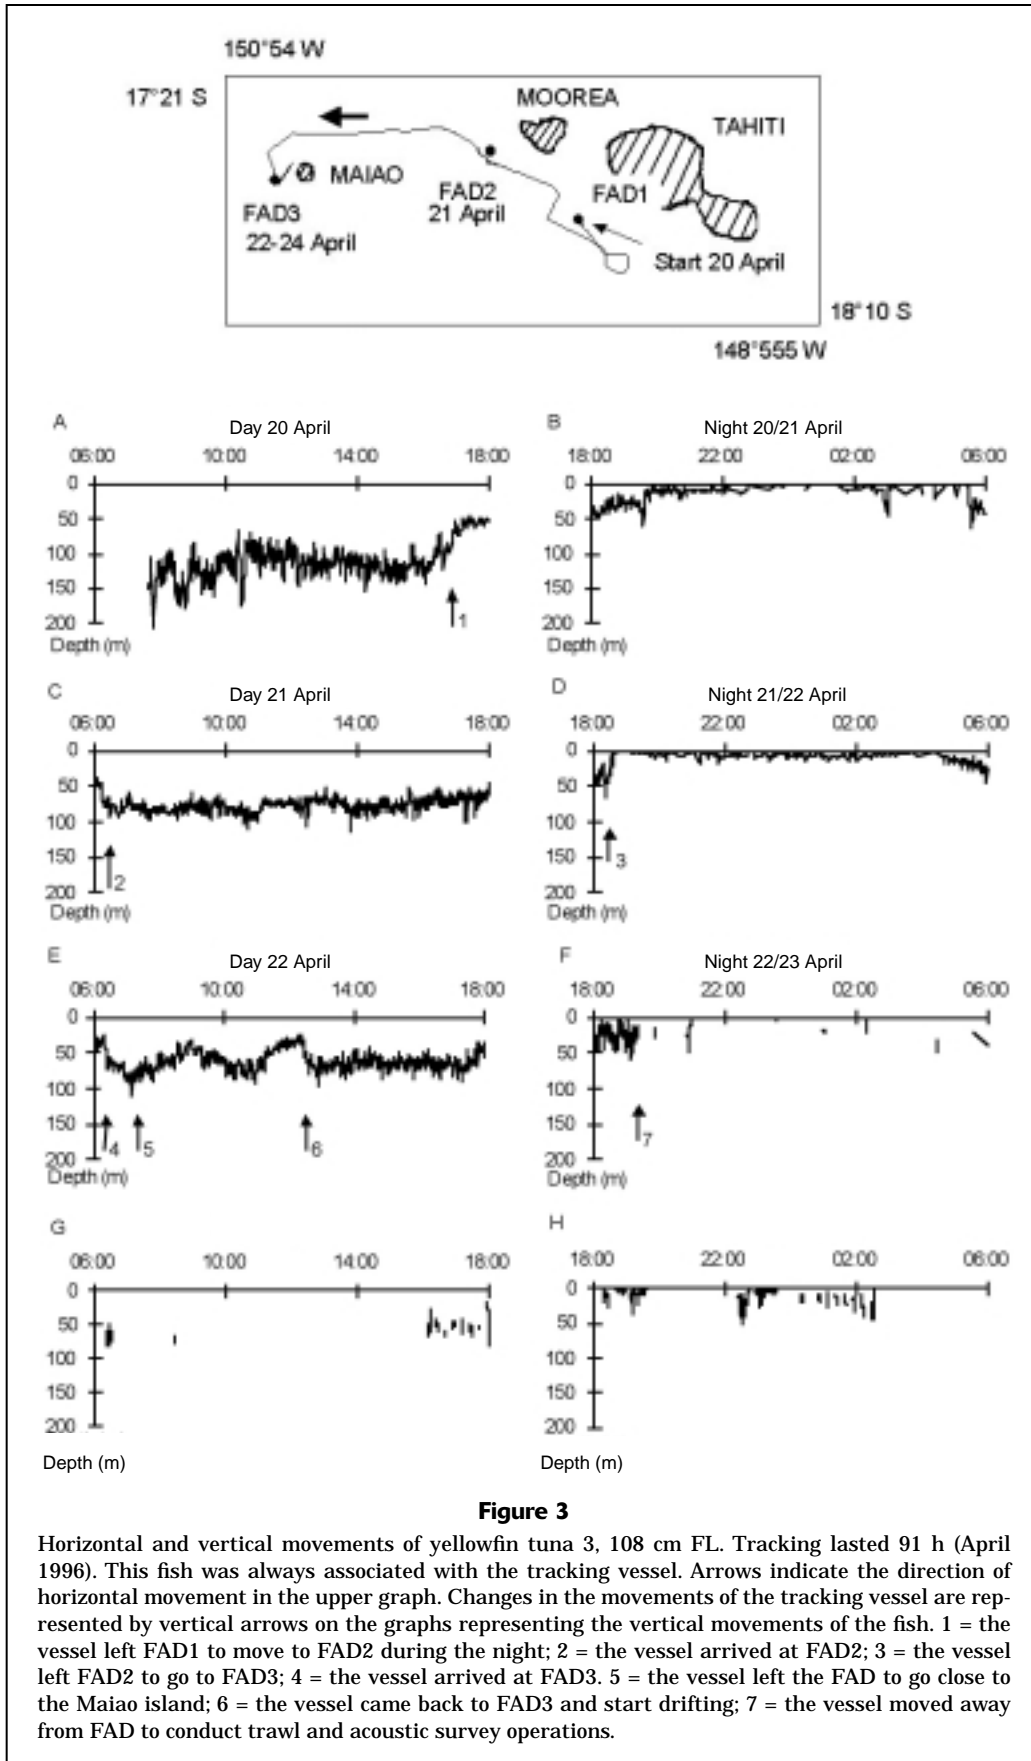 150°54 W
17°21 S
MOOREA
TAHITI
MAIAO
FAD1
FAD2
21 April
FAD3
22-24 April
Start 20 April
18°10 S
148°555 W
A
Day 20 April
06:00 10:00 14:00 18:00
0
50
100
150
200
Depth (m)
1
B
Night 20/21 April
18:00 22:00 02:00 06:00
0
50
100
150
200
Depth (m)
C
Day 21 April
06:00 10:00 14:00 18:00
0
50
100
150
200
Depth (m)
2
D
Night 21/22 April
18:00 22:00 02:00 06:00
0
50
100
150
200
Depth (m)
3
E
Day 22 April
06:00 10:00 14:00 18:00
0
50
100
150
200
Depth (m)
4 5 6
F
Night 22/23 April
18:00 22:00 02:00 06:00
0
50
100
150
200
Depth (m)
7
G
06:00 10:00 14:00 18:00
0
50
100
150
200
Depth (m)
H
18:00 22:00 02:00 06:00
0
50
100
150
200
Depth (m)
Figure 3
Horizontal and vertical movements of yellowfin tuna 3, 108 cm FL. Tracking lasted 91 h (April
1996). This fish was always associated with the tracking vessel. Arrows indicate the direction of
horizontal movement in the upper graph. Changes in the movements of the tracking vessel are rep-
resented by vertical arrows on the graphs representing the vertical movements of the fish. 1 = the
vessel left FAD1 to move to FAD2 during the night; 2 = the vessel arrived at FAD2; 3 = the vessel
left FAD2 to go to FAD3; 4 = the vessel arrived at FAD3. 5 = the vessel left the FAD to go close to
the Maiao island; 6 = the vessel came back to FAD3 and start drifting; 7 = the vessel moved away
from FAD to conduct trawl and acoustic survey operations.